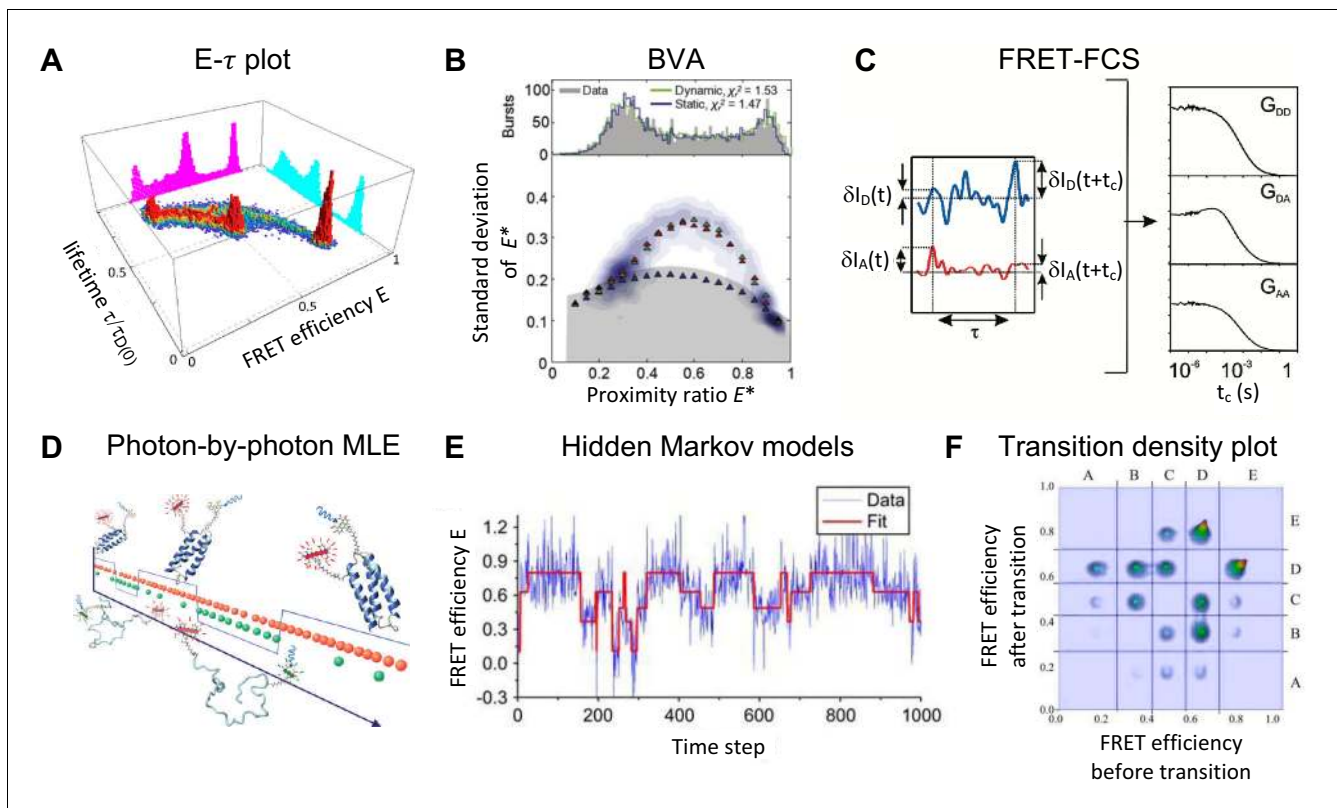 A
E-τ plot
lifetime τ/τD(0)
0.5
0
0
0.5
1
FRET efficiency E
B
BVA
Data
Dynamic, χr² = 1.53
Static, χr² = 1.47
Bursts
100
50
0
Standard deviation
of E*
0.4
0.3
0.2
0.1
0
0 0.2 0.4 0.6 0.8 1
Proximity ratio E*
C
FRET-FCS
δID(t)
δID(t+tc)
δIA(t)
δIA(t+tc)
τ
GDD
GDA
GAA
10⁻⁶ 10⁻³ 1
tc (s)
D
Photon-by-photon MLE
E
Hidden Markov models
Data
Fit
FRET efficiency E
1.2
0.9
0.6
0.3
0.0
-0.3
0 200 400 600 800 1000
Time step
F
Transition density plot
A B C D E
1.0
0.8
0.6
0.4
0.2
0.0
E
D
C
B
A
FRET efficiency
after transition
0.2 0.4 0.6 0.8 1.0
FRET efficiency
before transition